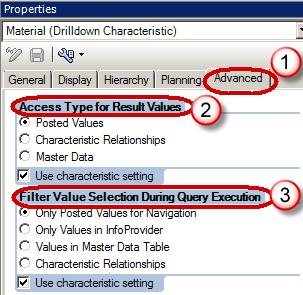 Properties
Material (Drilldown Characteristic)
1
General Display Hierarchy Planning Advanced
Access Type for Result Values
2
Posted Values
Characteristic Relationships
Master Data
Use characteristic setting
3
Filter Value Selection During Query Execution
Only Posted Values for Navigation
Only Values in InfoProvider
Values in Master Data Table
Characteristic Relationships
Use characteristic setting